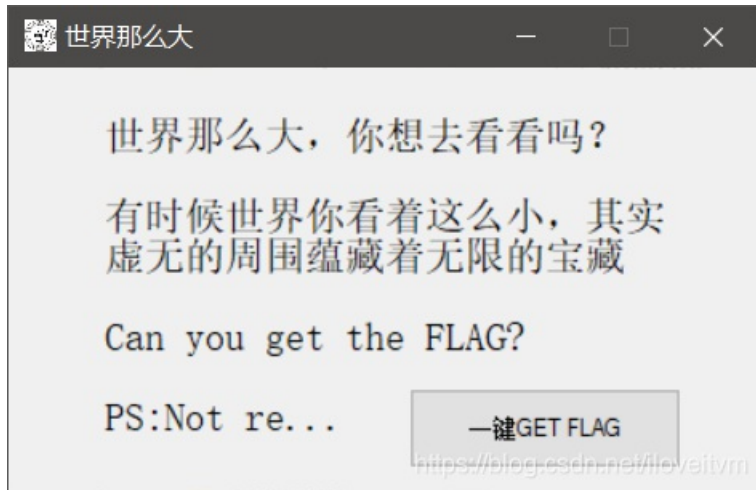 世界那么大
世界那么大，你想去看看吗？
有时候世界你看着这么小，其实
虚无的周围蕴藏着无限的宝藏
Can you get the FLAG?
PS:Not re...
一键GET FLAG
https://blog.csdn.net/iloveitvm